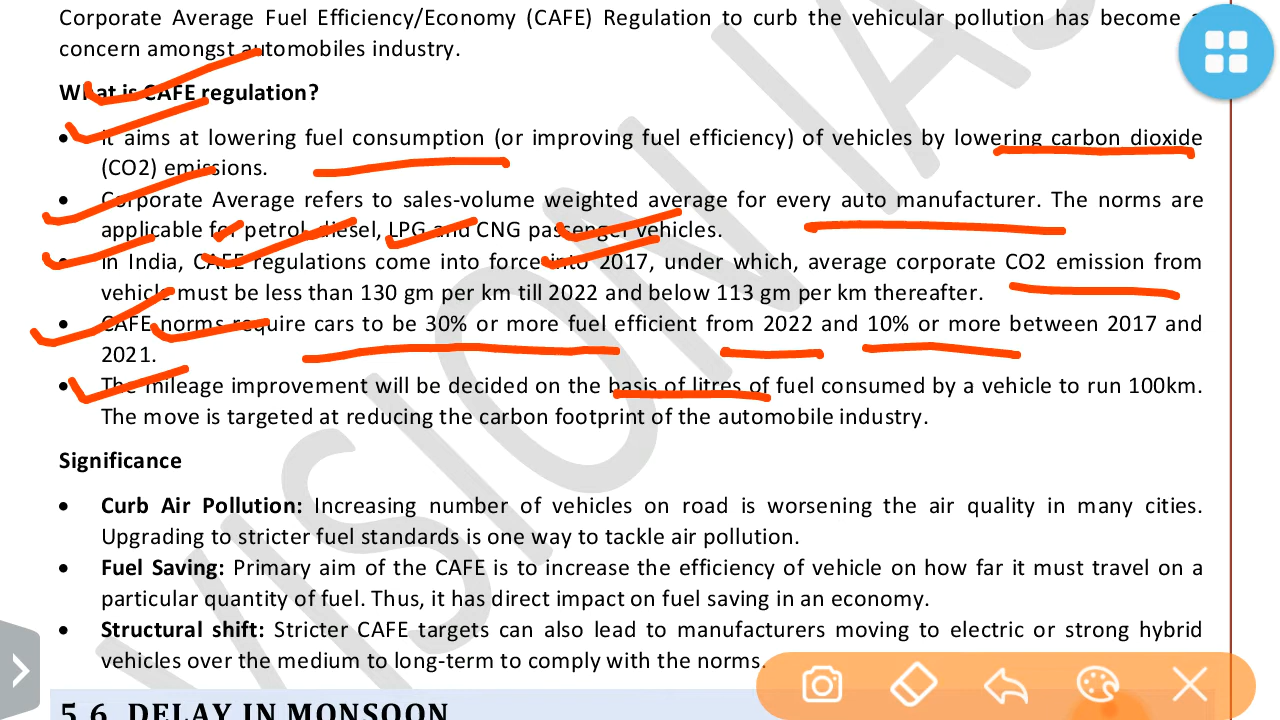 Corporate Average Fuel Efficiency/Economy (CAFE) Regulation to curb the vehicular pollution has become a
concern amongst automobiles industry.
What is CAFE regulation?
• It aims at lowering fuel consumption (or improving fuel efficiency) of vehicles by lowering carbon dioxide
(CO2) emissions.
• Corporate Average refers to sales-volume weighted average for every auto manufacturer. The norms are
applicable for petrol, diesel, LPG and CNG passenger vehicles.
• In India, CAFE regulations come into force into 2017, under which, average corporate CO2 emission from
vehicle must be less than 130 gm per km till 2022 and below 113 gm per km thereafter.
• CAFE norms require cars to be 30% or more fuel efficient from 2022 and 10% or more between 2017 and
2021.
• The mileage improvement will be decided on the basis of litres of fuel consumed by a vehicle to run 100km.
The move is targeted at reducing the carbon footprint of the automobile industry.
Significance
• Curb Air Pollution: Increasing number of vehicles on road is worsening the air quality in many cities.
Upgrading to stricter fuel standards is one way to tackle air pollution.
• Fuel Saving: Primary aim of the CAFE is to increase the efficiency of vehicle on how far it must travel on a
particular quantity of fuel. Thus, it has direct impact on fuel saving in an economy.
• Structural shift: Stricter CAFE targets can also lead to manufacturers moving to electric or strong hybrid
vehicles over the medium to long-term to comply with the norms.
5.6. DELAY IN MONSOON
VISION IAS